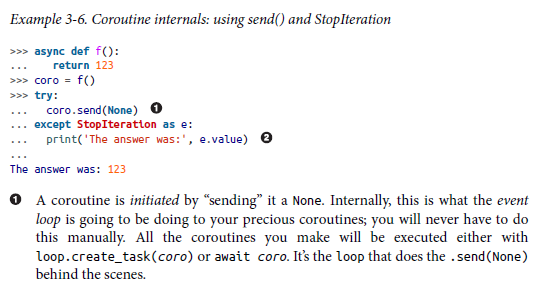 Example 3-6. Coroutine internals: using send() and StopIteration
>>> async def f():
...     return 123
>>> coro = f()
>>> try:
...    coro.send(None) ❶
... except StopIteration as e:
...    print('The answer was:', e.value) ❷
...
The answer was: 123
❶ A coroutine is initiated by “sending” it a None. Internally, this is what the event
loop is going to be doing to your precious coroutines; you will never have to do
this manually. All the coroutines you make will be executed either with
loop.create_task(coro) or await coro. It’s the loop that does the .send(None)
behind the scenes.